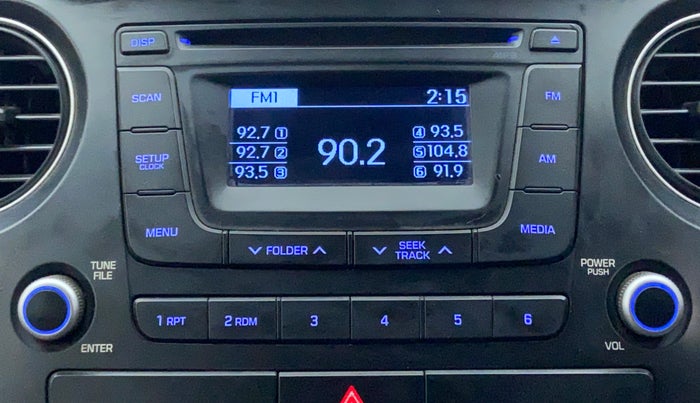 DISP
SCAN
SETUP
CLOCK
MENU
FM1 2:15
92.7 1
92.7 2
93.5 3
90.2
4 93.5
5 104.8
6 91.9
FM
AM
MEDIA
FOLDER
SEEK
TRACK
TUNE
FILE
ENTER
POWER
PUSH
VOL
1 RPT
2 RDM
3
4
5
6